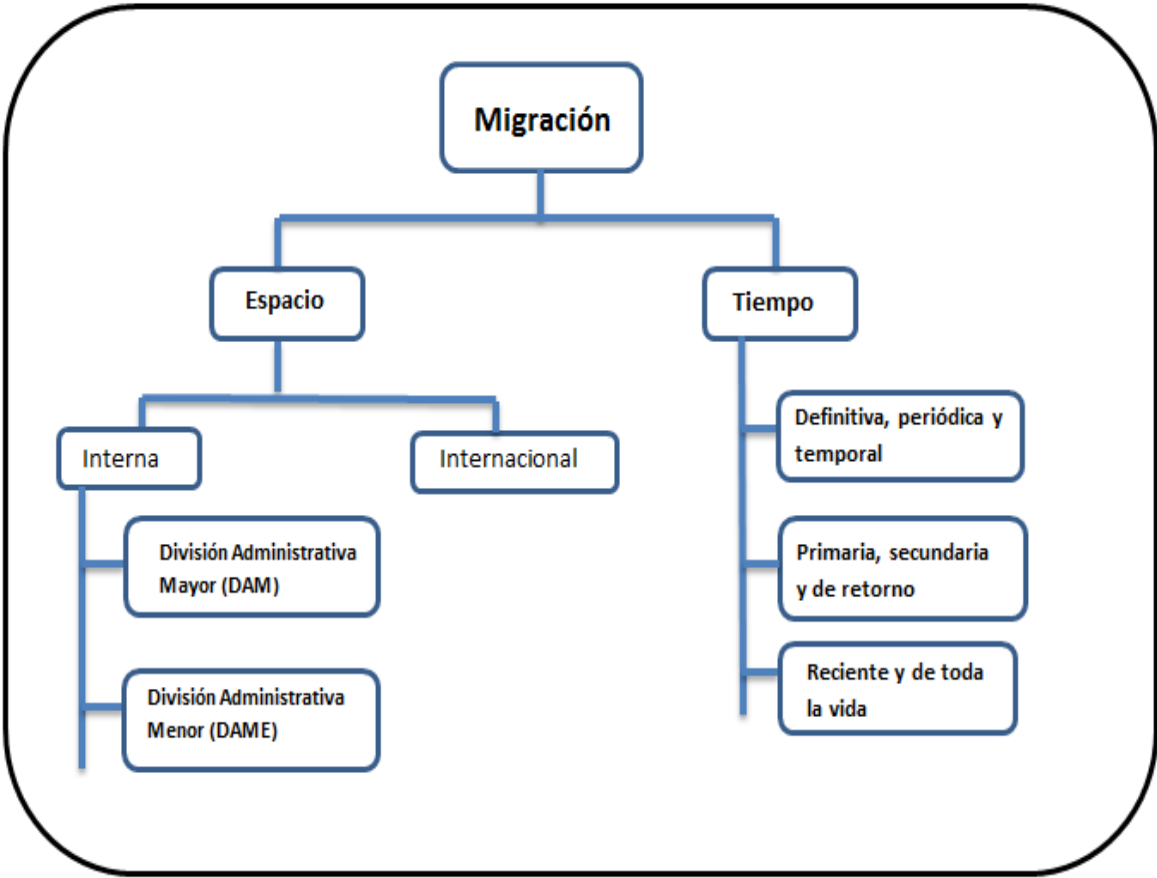 Migración
Espacio
Tiempo
Interna
Internacional
División Administrativa
Mayor (DAM)
División Administrativa
Menor (DAME)
Definitiva, periódica y
temporal
Primaria, secundaria
y de retorno
Reciente y de toda
la vida